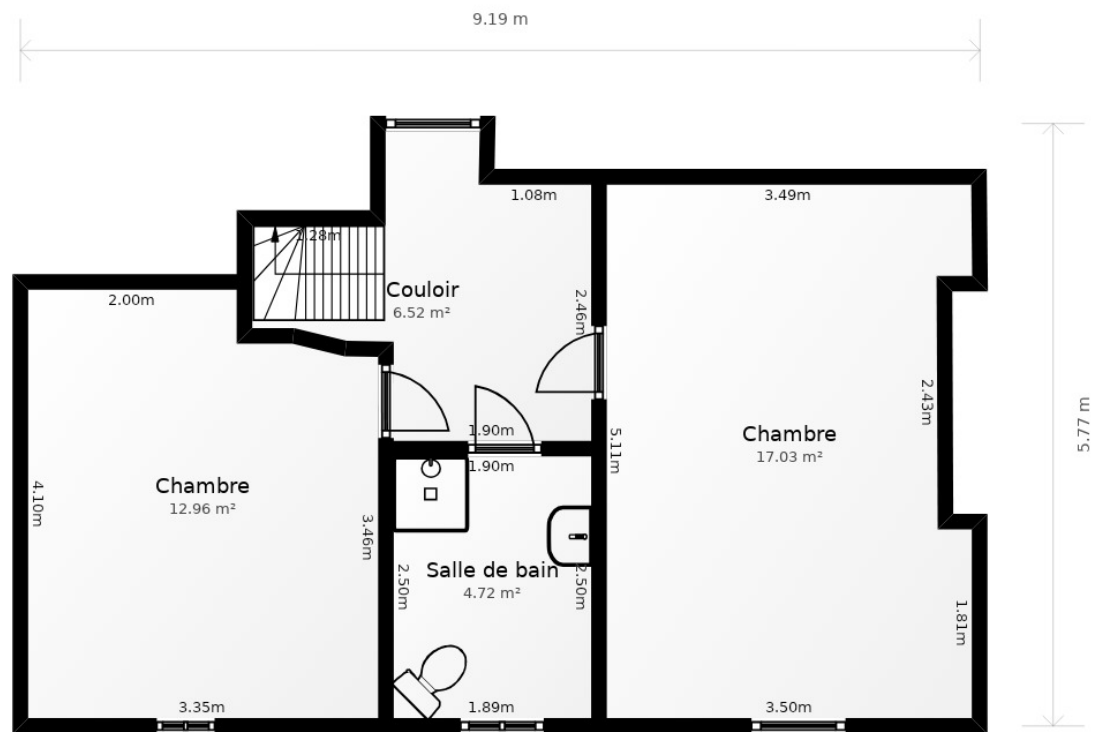 9.19 m
1.08m
3.49m
1.28m
Couloir
6.52 m²
2.00m
2.46m
5.77 m
2.43m
1.90m
1.90m
5.11m
Chambre
17.03 m²
Chambre
12.96 m²
4.10m
3.46m
Salle de bain
4.72 m²
2.50m
2.50m
1.81m
3.35m
1.89m
3.50m